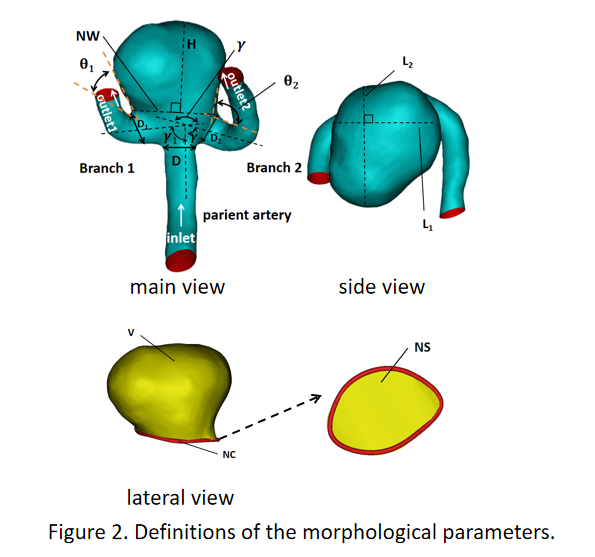 NW
H
γ
θ1
θ2
outlet1
outlet2
D1
D2
γ1
γ
D
Branch 1
Branch 2
parient artery
inlet
main view
L2
L1
side view
V
NC
NS
lateral view
Figure 2. Definitions of the morphological parameters.